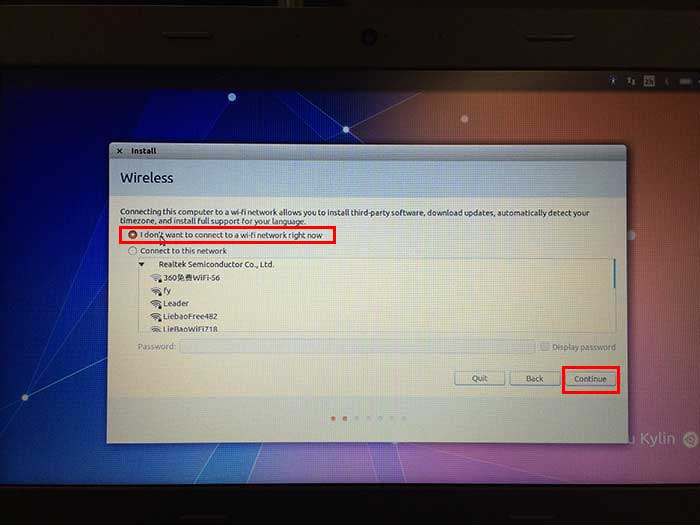 Zh
Install
Wireless
Connecting this computer to a wi-fi network allows you to install third-party software, download updates, automatically detect your
timezone, and install full support for your language.
I don't want to connect to a wi-fi network right now
Connect to this network
Realtek Semiconductor Co., Ltd.
360免费WiFi-56
fy
Leader
LiebaoFree482
LieBaoWiFi718
Password:
Display password
Quit
Back
Continue
u Kylin